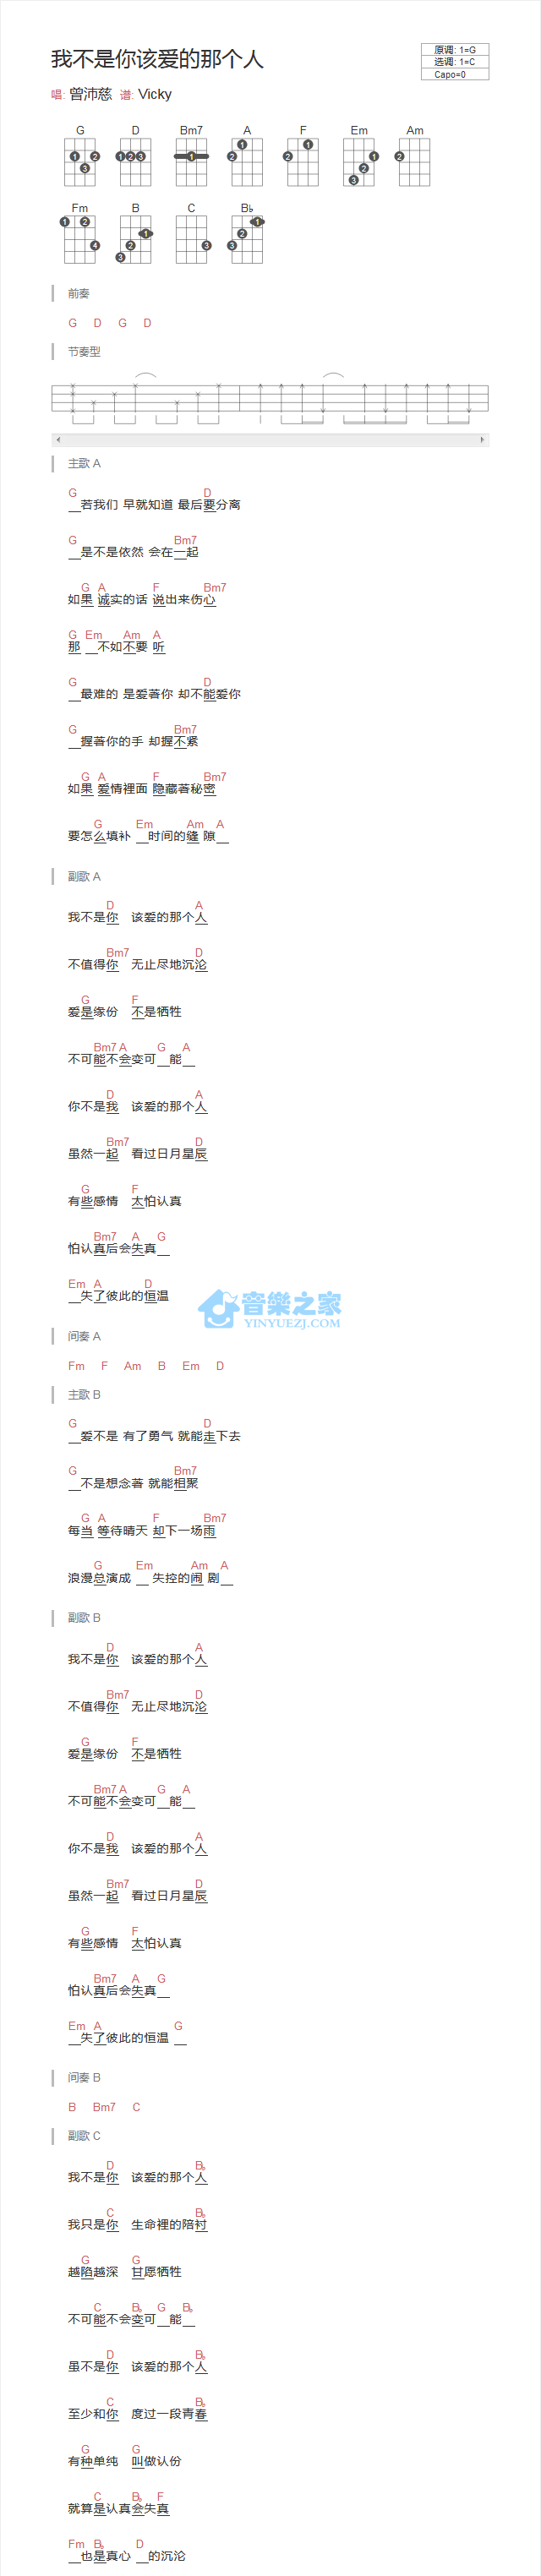 我不是你该爱的那个人
原调: 1=G
选调: 1=C
Capo=0
唱: 曾沛慈 谱: Vicky
G D Bm7 A F Em Am
Fm B C B♭
前奏
G D G D
节奏型
主歌 A
G D
__若我们 早就知道 最后要分离
G Bm7
__是不是依然 会在一起
G A F Bm7
如果 诚实的话 说出来伤心
G Em Am A
那 __不如不要 听
G D
__最难的 是爱著你 却不能爱你
G Bm7
__握著你的手 却握不紧
G A F Bm7
如果 爱情裡面 隐藏著秘密
G Em Am A
要怎么填补 __时间的缝 隙__
副歌 A
D A
我不是你 该爱的那个人
Bm7 D
不值得你 无止尽地沉沦
G F
爱是缘份 不是牺牲
Bm7 A G A
不可能不会变可__能__
D A
你不是我 该爱的那个人
Bm7 D
虽然一起 看过日月星辰
G F
有些感情 太怕认真
Bm7 A G
怕认真后会失真__
Em A D
__失了彼此的恒温
音樂之家
YINYUEZJ.COM
间奏 A
Fm F Am B Em D
主歌 B
G D
__爱不是 有了勇气 就能走下去
G Bm7
__不是想念著 就能相聚
G A F Bm7
每当 等待晴天 却下一场雨
G Em Am A
浪漫总演成 __ 失控的闹 剧__
副歌 B
D A
我不是你 该爱的那个人
Bm7 D
不值得你 无止尽地沉沦
G F
爱是缘份 不是牺牲
Bm7 A G A
不可能不会变可__能__
D A
你不是我 该爱的那个人
Bm7 D
虽然一起 看过日月星辰
G F
有些感情 太怕认真
Bm7 A G
怕认真后会失真__
Em A G
__失了彼此的恒温 __
间奏 B
B Bm7 C
副歌 C
D B♭
我不是你 该爱的那个人
C B♭
我只是你 生命裡的陪衬
G G
越陷越深 甘愿牺牲
C B♭ G B♭
不可能不会变可__能__
D B♭
虽不是你 该爱的那个人
C B♭
至少和你 度过一段青春
G G
有种单纯 叫做认份
C B♭ F
就算是认真会失真
Fm B♭ D
__也是真心 __的沉沦